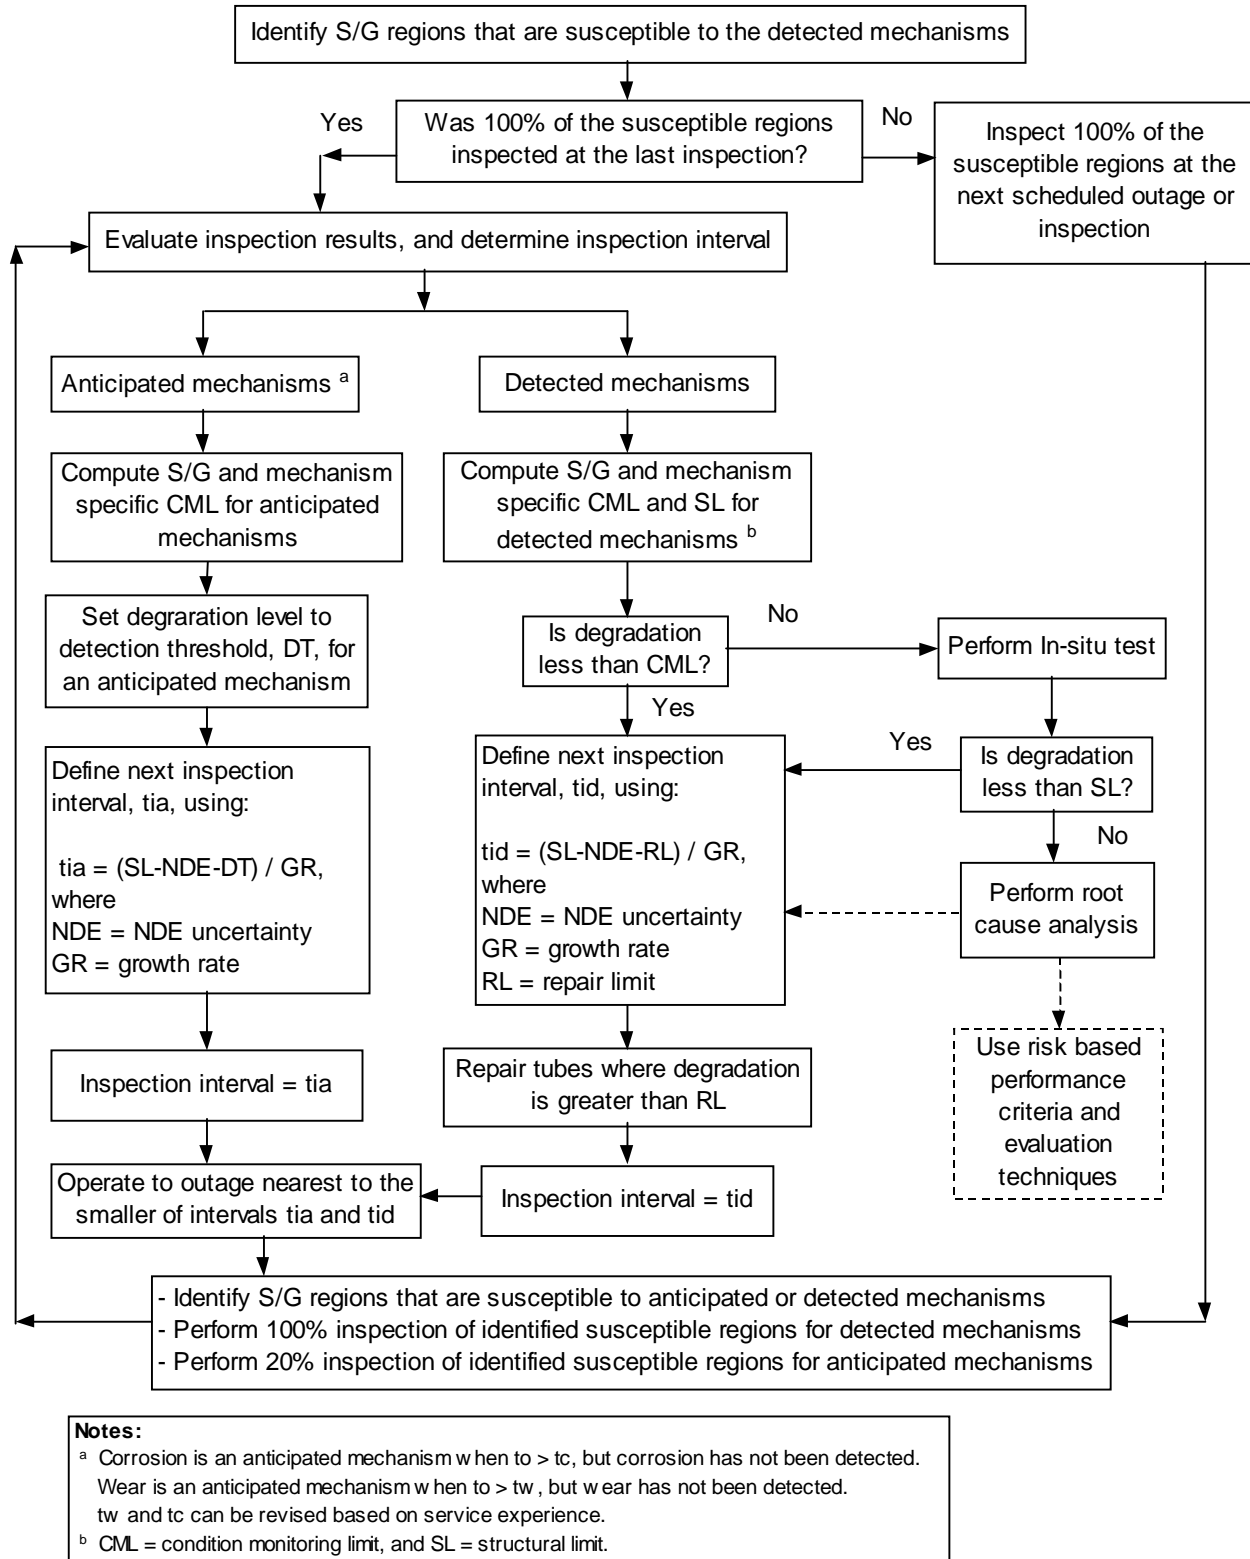 Identify S/G regions that are susceptible to the detected mechanisms
Yes
Was 100% of the susceptible regions
inspected at the last inspection?
No
Inspect 100% of the
susceptible regions at the
next scheduled outage or
inspection
Evaluate inspection results, and determine inspection interval
Anticipated mechanisms a
Detected mechanisms
Compute S/G and mechanism
specific CML for anticipated
mechanisms
Compute S/G and mechanism
specific CML and SL for
detected mechanisms b
Set degraration level to
detection threshold, DT, for
an anticipated mechanism
Is degradation
less than CML?
No
Perform In-situ test
Yes
Define next inspection
interval, tia, using:
tia = (SL-NDE-DT) / GR,
where
NDE = NDE uncertainty
GR = growth rate
Define next inspection
interval, tid, using:
tid = (SL-NDE-RL) / GR,
where
NDE = NDE uncertainty
GR = growth rate
RL = repair limit
Yes
Is degradation
less than SL?
No
Perform root
cause analysis
Use risk based
performance
criteria and
evaluation
techniques
Inspection interval = tia
Repair tubes where degradation
is greater than RL
Operate to outage nearest to the
smaller of intervals tia and tid
Inspection interval = tid
- Identify S/G regions that are susceptible to anticipated or detected mechanisms
- Perform 100% inspection of identified susceptible regions for detected mechanisms
- Perform 20% inspection of identified susceptible regions for anticipated mechanisms
Notes:
a Corrosion is an anticipated mechanism when to > tc, but corrosion has not been detected.
Wear is an anticipated mechanism when to > tw, but wear has not been detected.
tw and tc can be revised based on service experience.
b CML = condition monitoring limit, and SL = structural limit.